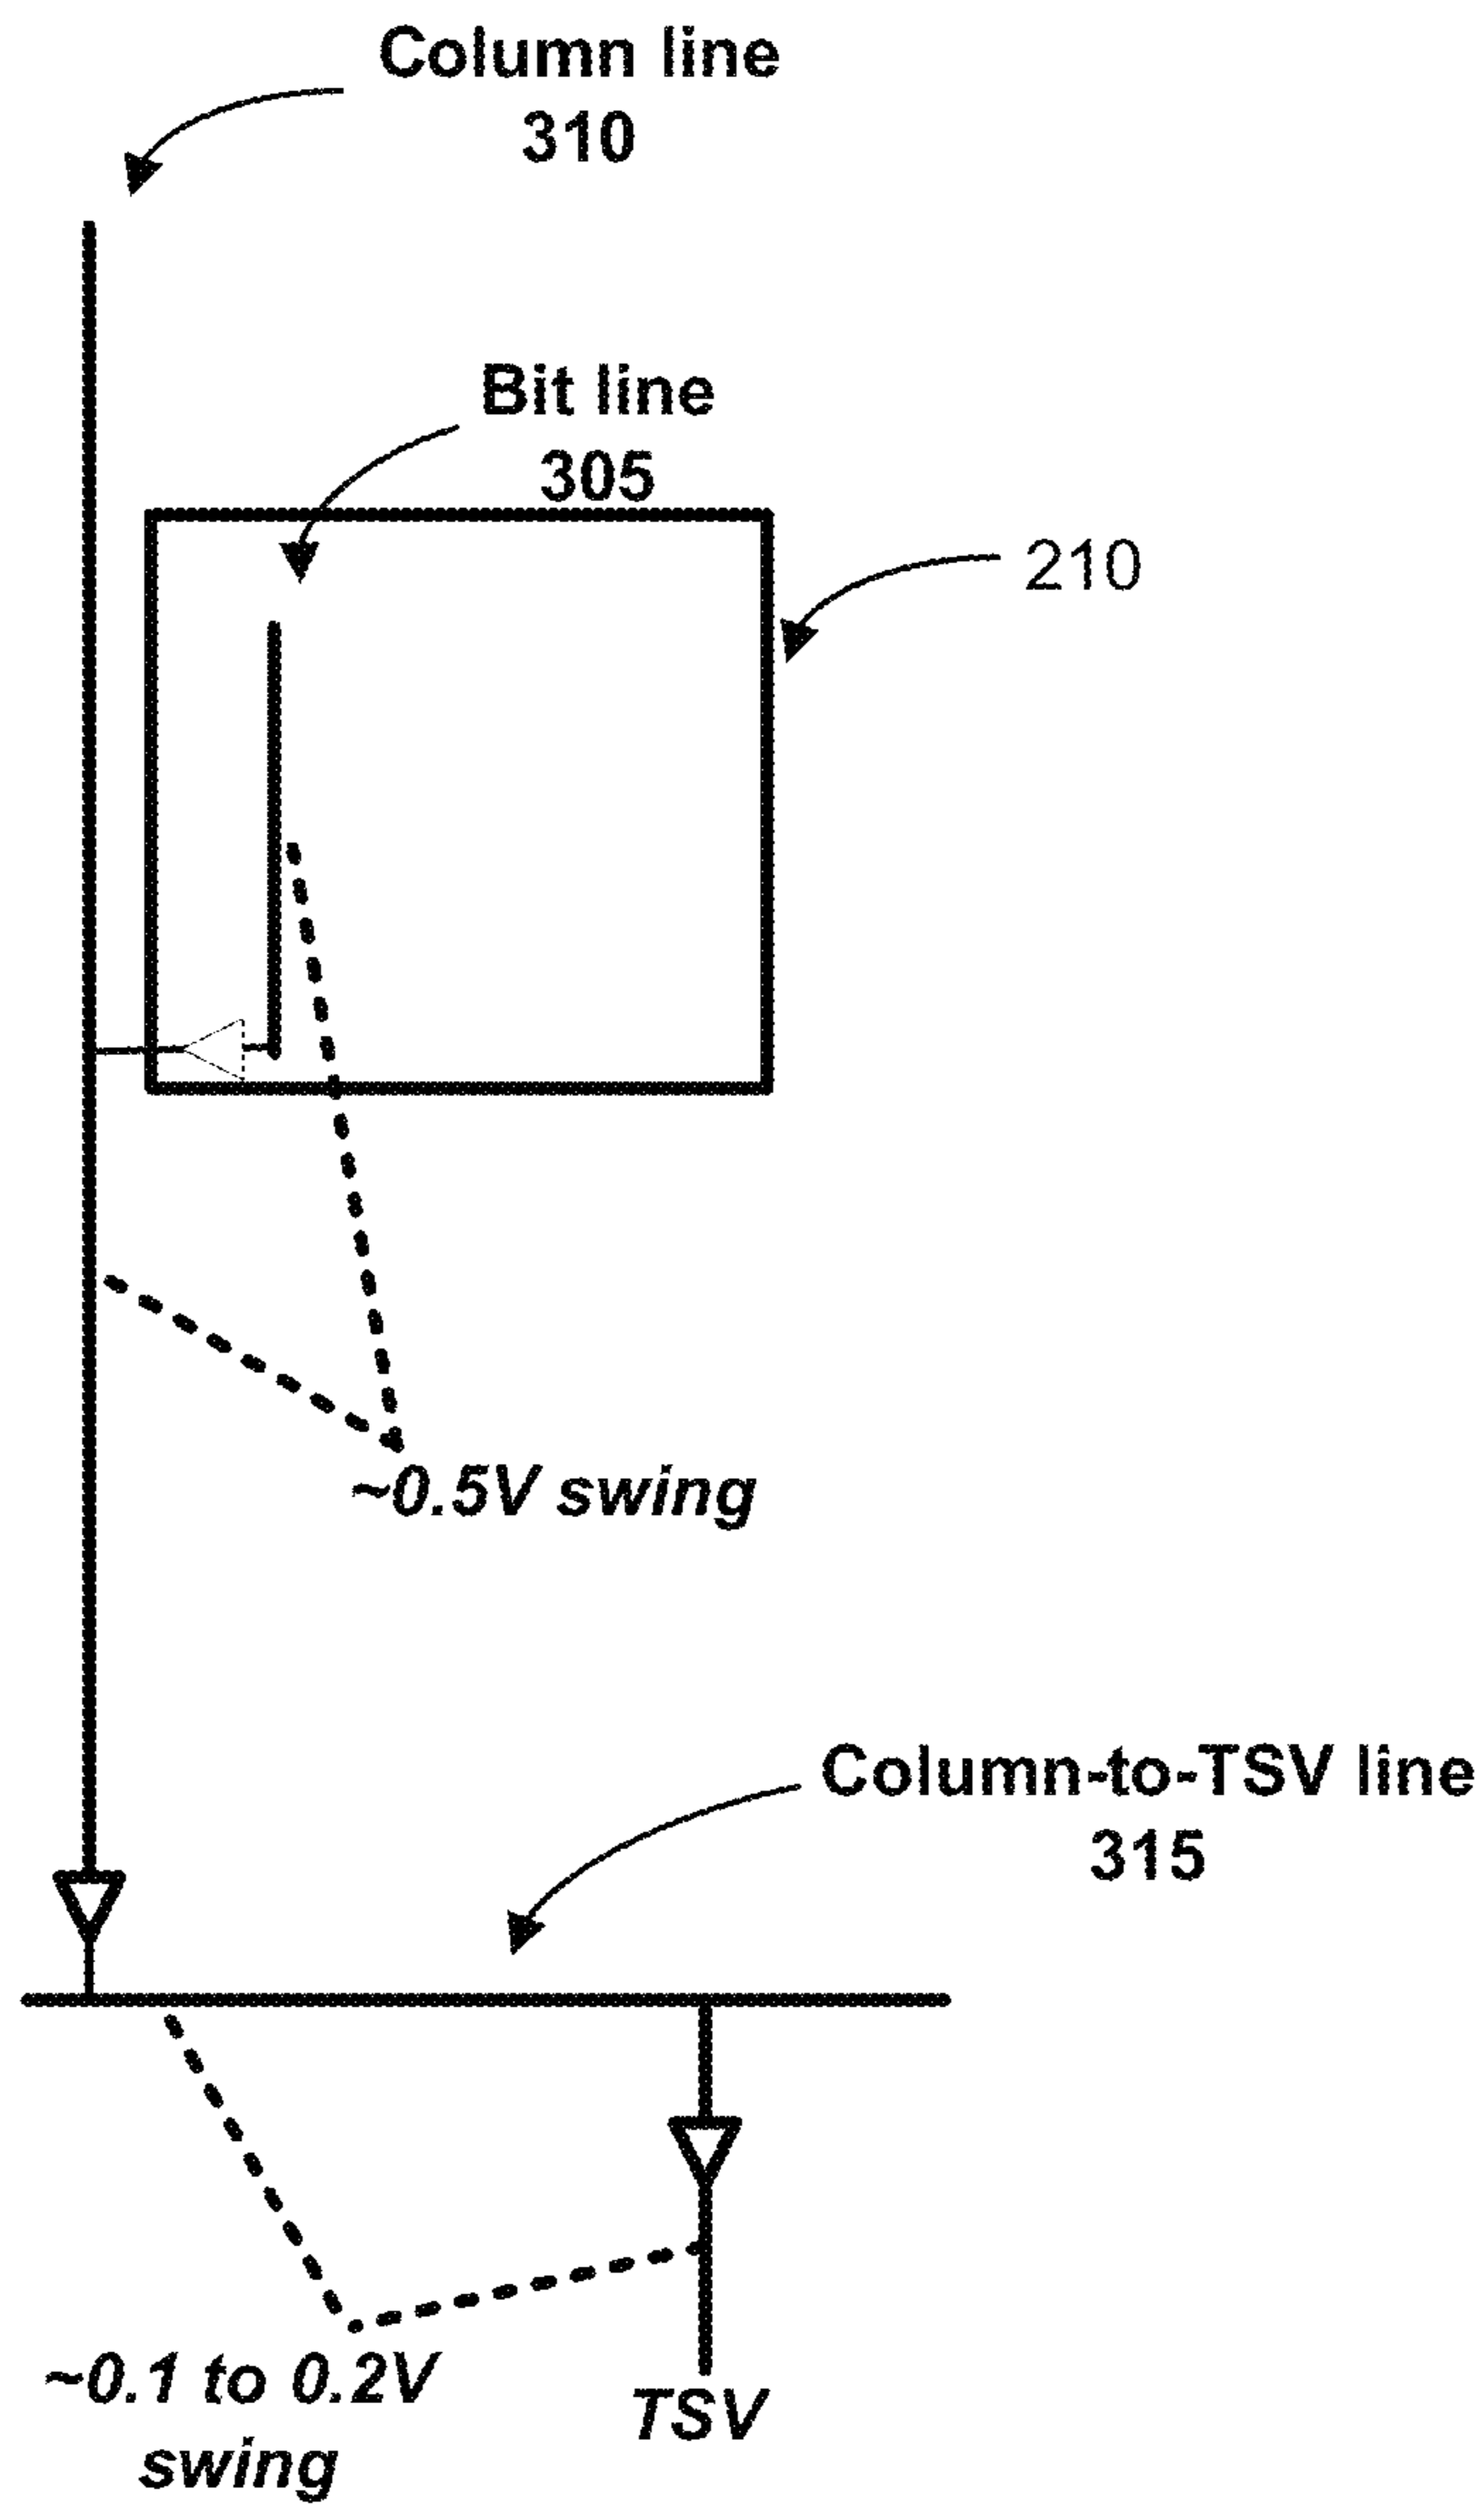 Column line
310
Bit line
305
210
~0.5V swing
Column-to-TSV line
315
~0.1 to 0.2V
swing
TSV